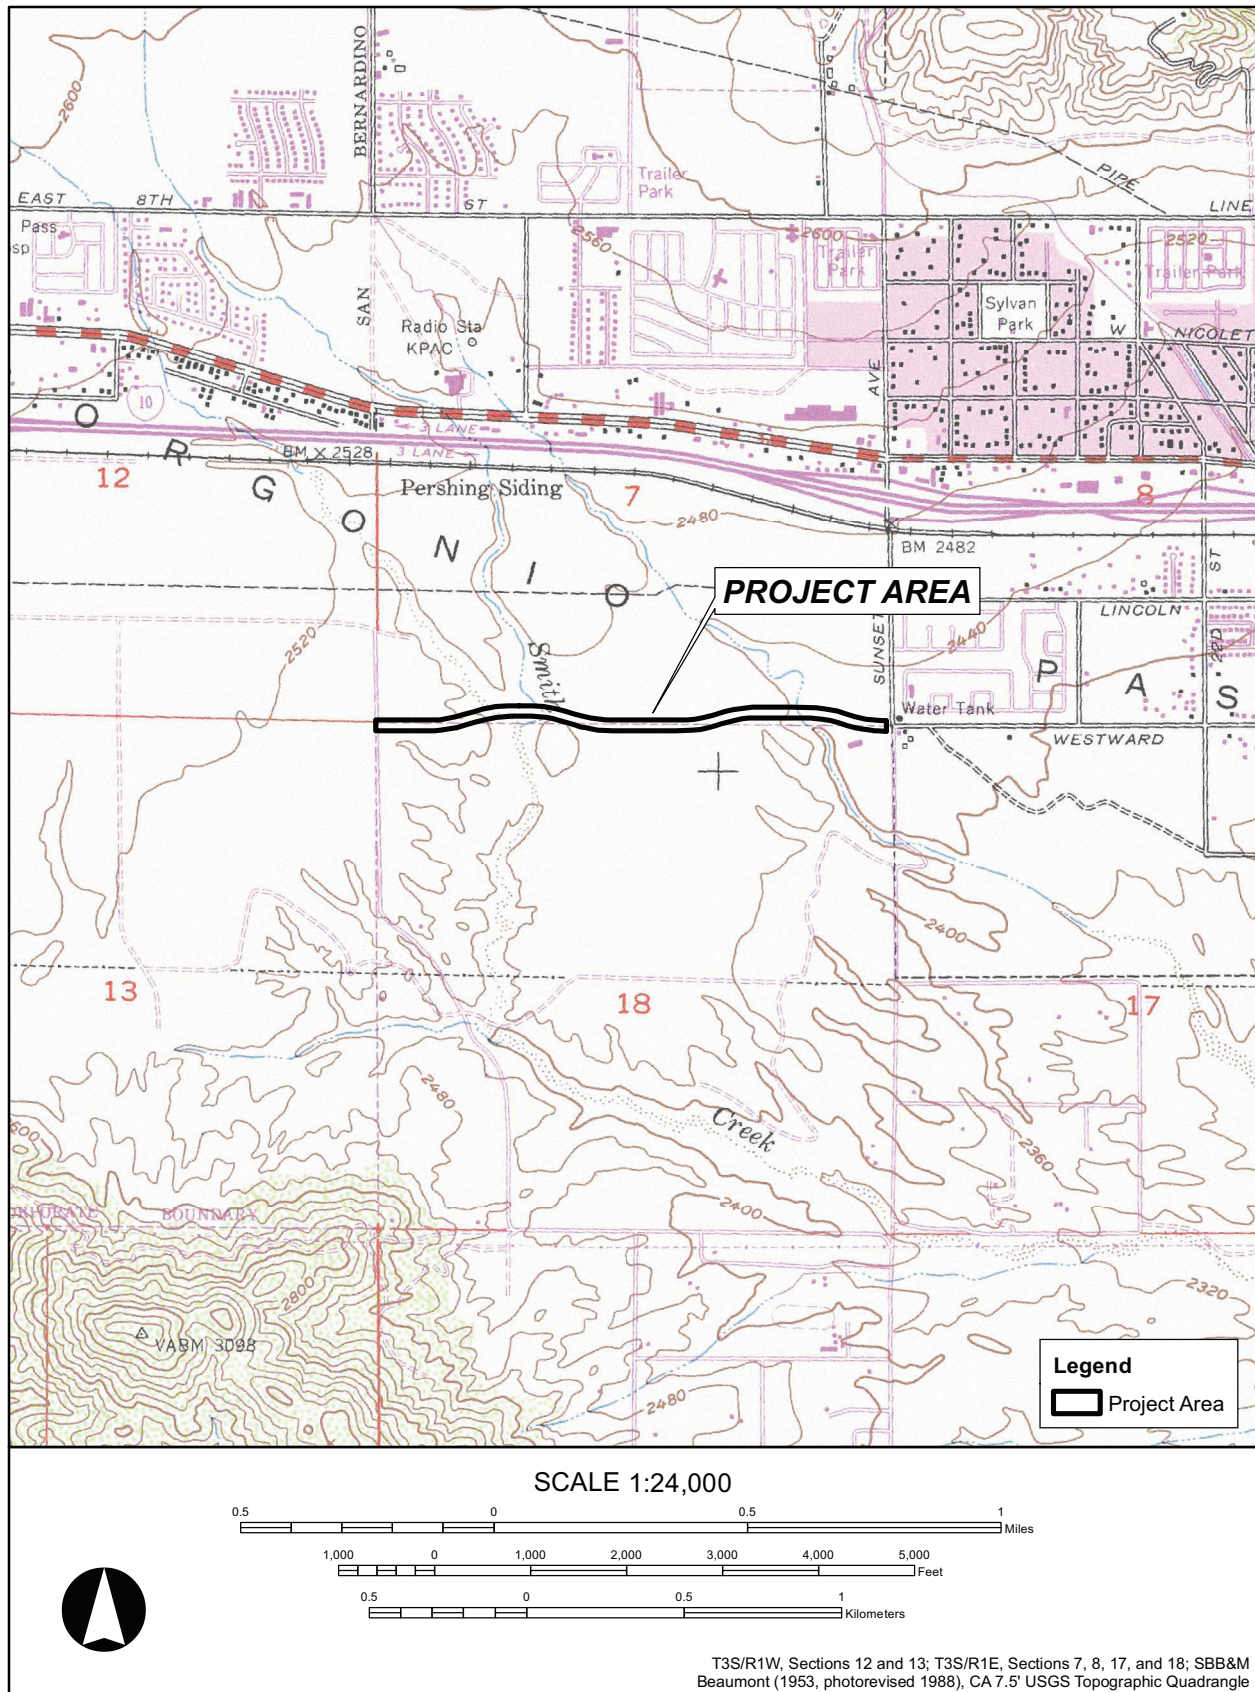 2600
BERNARDINO
EAST 8TH ST
PIPE LINE
Trailer
Park
Pass
sp
2560
2600
Trailer
Park
2520
Trailer Park
SAN
Radio Sta
KPAC
Sylvan
Park
W
NICOLET
AVE
10
3 LANE
3 LANE
BM X 2528
O R G O N I O
12
Pershing Siding
7
8
2480
BM 2482
ST
PROJECT AREA
LINCOLN
2520
SUNSET
2440
22D
P A S
Smith
Water Tank
WESTWARD
2400
13
18
17
2480
Creek
2360
600
ORPORATE BOUNDARY
2400
2800
2320
VABM 3098
2480
Legend
Project Area
SCALE 1:24,000
0.5 0 0.5 1
Miles
1,000 0 1,000 2,000 3,000 4,000 5,000
Feet
0.5 0 0.5 1
Kilometers
T3S/R1W, Sections 12 and 13; T3S/R1E, Sections 7, 8, 17, and 18; SBB&M
Beaumont (1953, photorevised 1988), CA 7.5' USGS Topographic Quadrangle